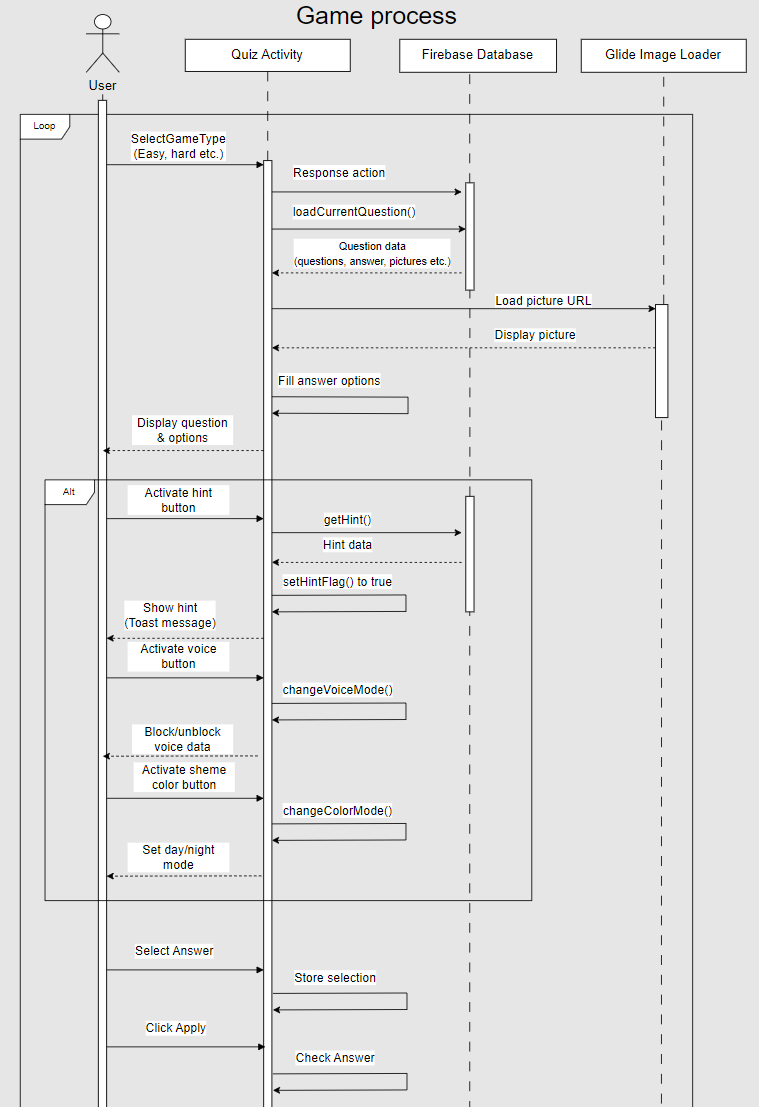 Game process
User
Quiz Activity
Firebase Database
Glide Image Loader
Loop
SelectGameType
(Easy, hard etc.)
Response action
loadCurrentQuestion()
Question data
(questions, answer, pictures etc.)
Load picture URL
Display picture
Fill answer options
Display question
& options
Alt
Activate hint
button
getHint()
Hint data
setHintFlag() to true
Show hint
(Toast message)
Activate voice
button
changeVoiceMode()
Block/unblock
voice data
Activate sheme
color button
changeColorMode()
Set day/night
mode
Select Answer
Store selection
Click Apply
Check Answer